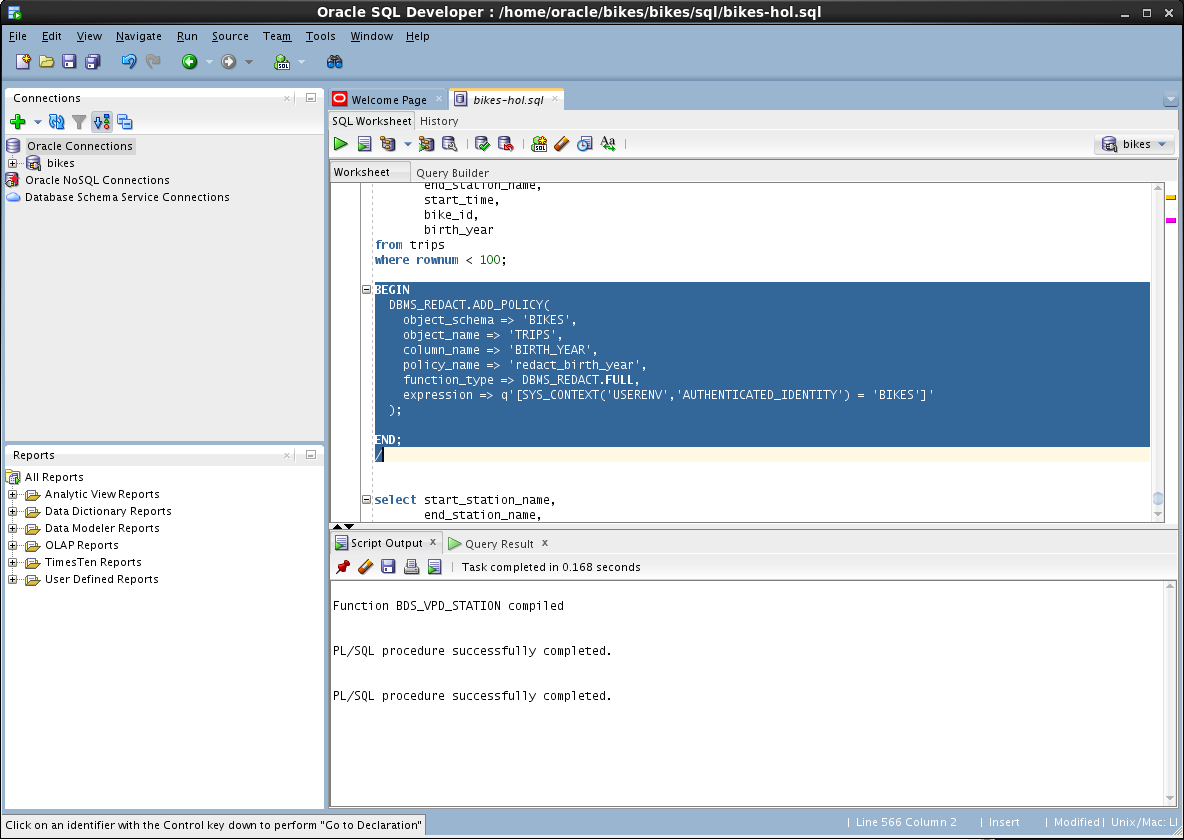 Oracle SQL Developer : /home/oracle/bikes/bikes/sql/bikes-hol.sql
File Edit View Navigate Run Source Team Tools Window Help
Connections
Oracle Connections
bikes
Oracle NoSQL Connections
Database Schema Service Connections
Reports
All Reports
Analytic View Reports
Data Dictionary Reports
Data Modeler Reports
OLAP Reports
TimesTen Reports
User Defined Reports
Welcome Page bikes-hol.sql
SQL Worksheet History
bikes
Worksheet Query Builder
end_station_name,
start_time,
bike_id,
birth_year
from trips
where rownum < 100;
BEGIN
DBMS_REDACT.ADD_POLICY(
object_schema => 'BIKES',
object_name => 'TRIPS',
column_name => 'BIRTH_YEAR',
policy_name => 'redact_birth_year',
function_type => DBMS_REDACT.FULL,
expression => q'[SYS_CONTEXT('USERENV','AUTHENTICATED_IDENTITY') = 'BIKES']'
);
END;
/
select start_station_name,
end_station_name,
Script Output x Query Result x
Task completed in 0.168 seconds
Function BDS_VPD_STATION compiled
PL/SQL procedure successfully completed.
PL/SQL procedure successfully completed.
Click on an identifier with the Control key down to perform "Go to Declaration"
| Line 566 Column 2 | Insert | Modified | Unix/Mac: LI